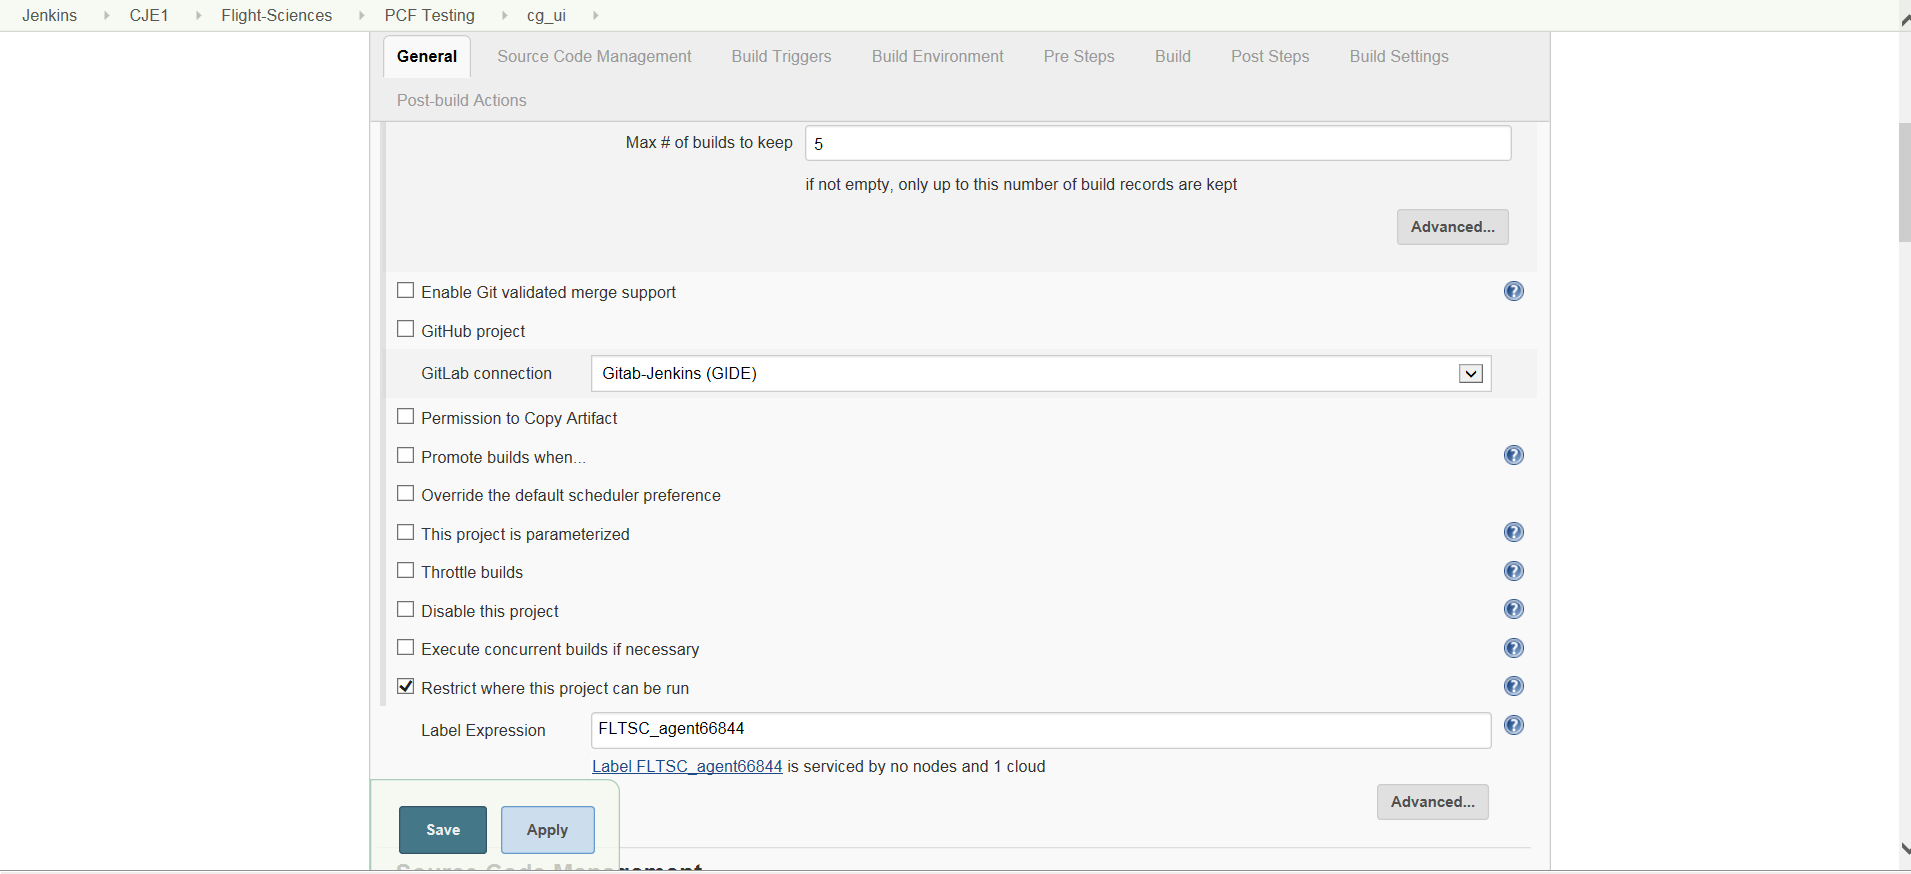 Jenkins CJE1 Flight-Sciences PCF Testing cg_ui
General Source Code Management Build Triggers Build Environment Pre Steps Build Post Steps Build Settings
Post-build Actions
Max # of builds to keep 5
if not empty, only up to this number of build records are kept
Advanced...
Enable Git validated merge support
GitHub project
GitLab connection Gitab-Jenkins (GIDE)
Permission to Copy Artifact
Promote builds when...
Override the default scheduler preference
This project is parameterized
Throttle builds
Disable this project
Execute concurrent builds if necessary
Restrict where this project can be run
Label Expression FLTSC_agent66844
Label FLTSC_agent66844 is serviced by no nodes and 1 cloud
Advanced...
Save Apply
Source Code Management